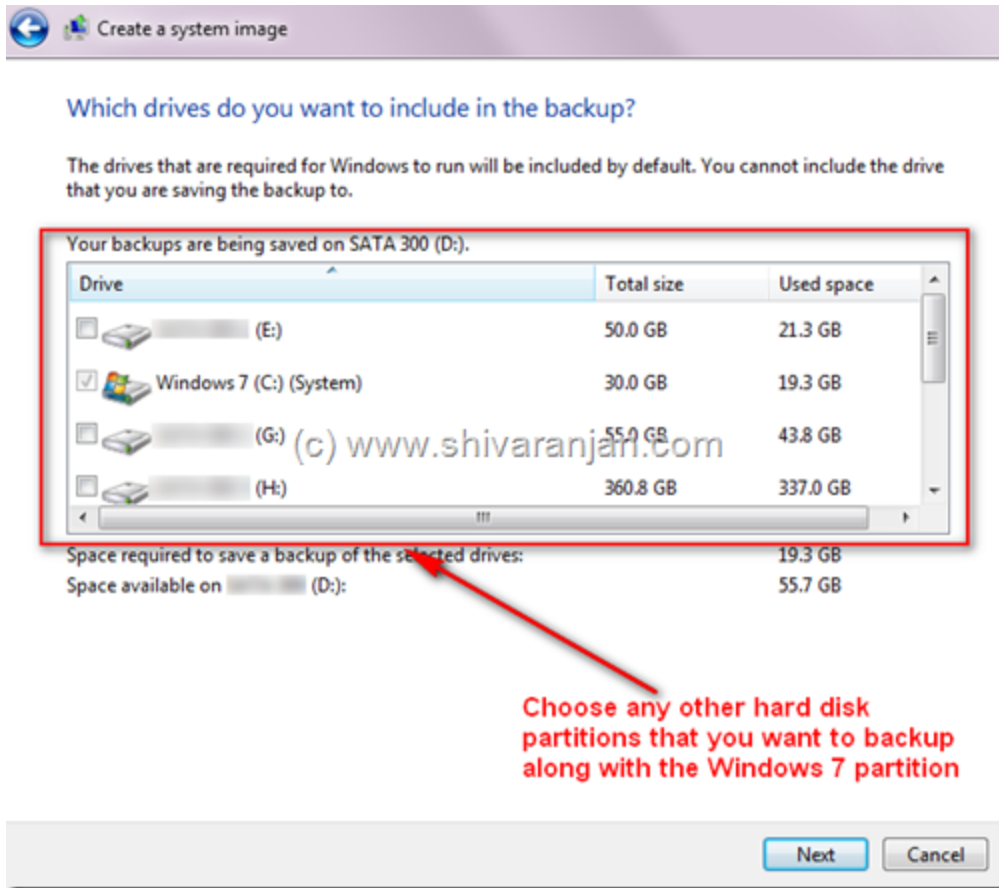 Create a system image
Which drives do you want to include in the backup?
The drives that are required for Windows to run will be included by default. You cannot include the drive
that you are saving the backup to.
Your backups are being saved on SATA 300 (D:).
Drive Total size Used space
(E:) 50.0 GB 21.3 GB
Windows 7 (C:) (System) 30.0 GB 19.3 GB
(G:) 55.0 GB 43.8 GB
(c) www.shivaranjan.com
(H:) 360.8 GB 337.0 GB
Space required to save a backup of the selected drives: 19.3 GB
Space available on (D:): 55.7 GB
Choose any other hard disk
partitions that you want to backup
along with the Windows 7 partition
Next Cancel